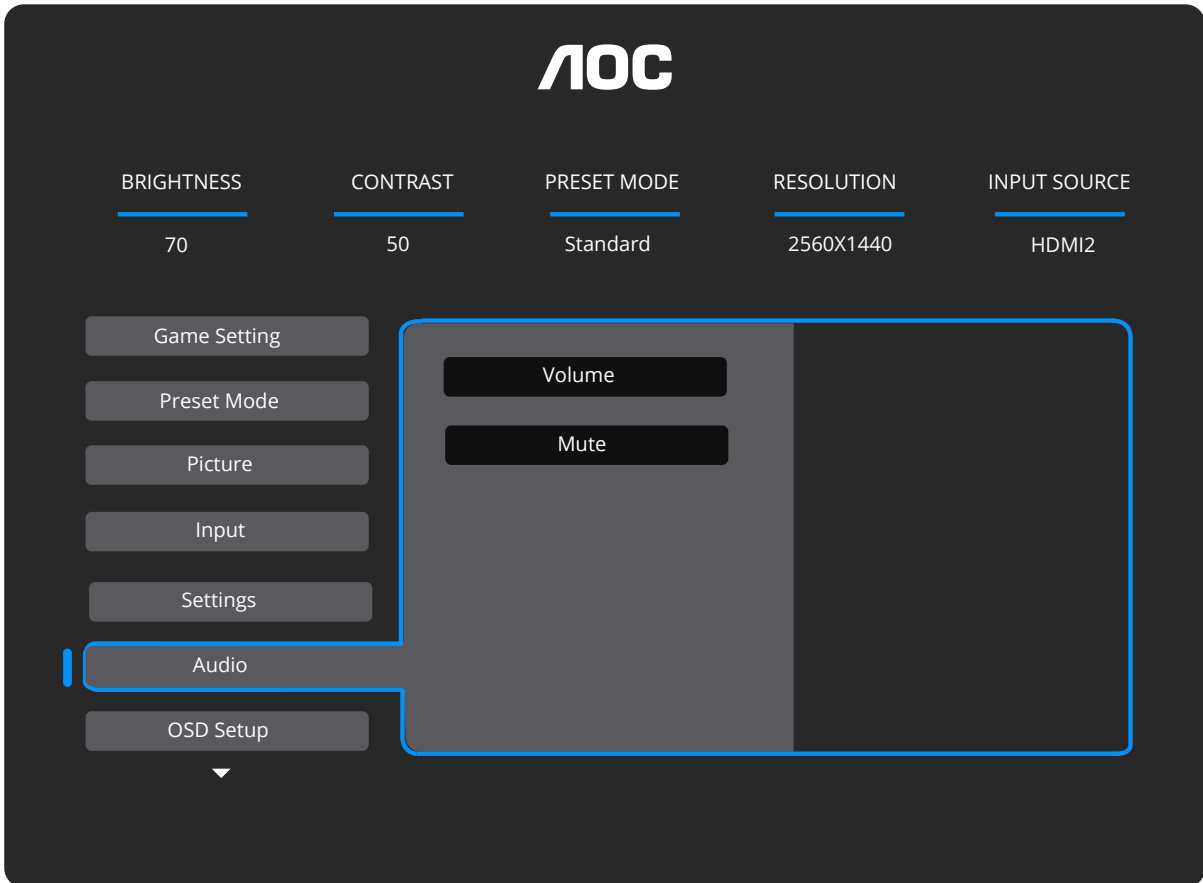 AOC
BRIGHTNESS CONTRAST PRESET MODE RESOLUTION INPUT SOURCE
70 50 Standard 2560X1440 HDMI2
Game Setting
Preset Mode
Picture
Input
Settings
Audio
OSD Setup
Volume
Mute